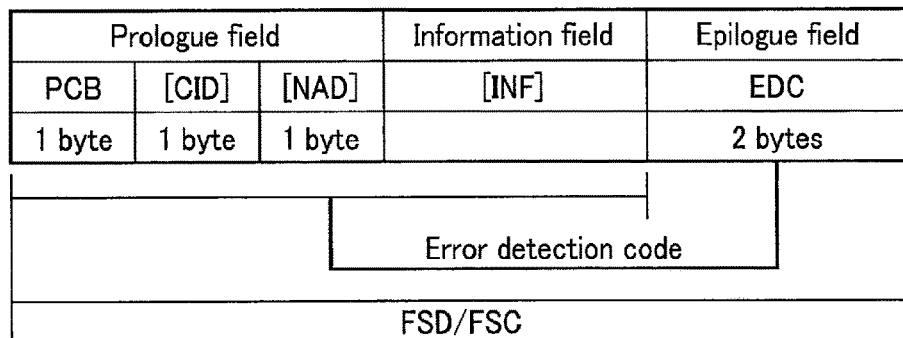 Prologue field Information field Epilogue field
PCB [CID] [NAD] [INF] EDC
1 byte 1 byte 1 byte 2 bytes
Error detection code
FSD/FSC